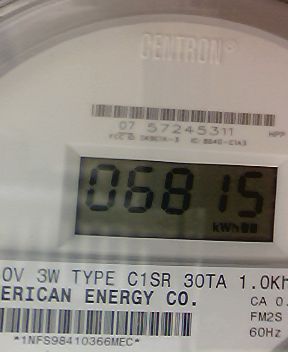 CENTRON®
07 57245311
06815
kWh
0V 3W TYPE C1SR 30TA 1.0Kh
ERICAN ENERGY CO.
CA 0.
FM2S
60Hz
*1NFS98410366MEC*